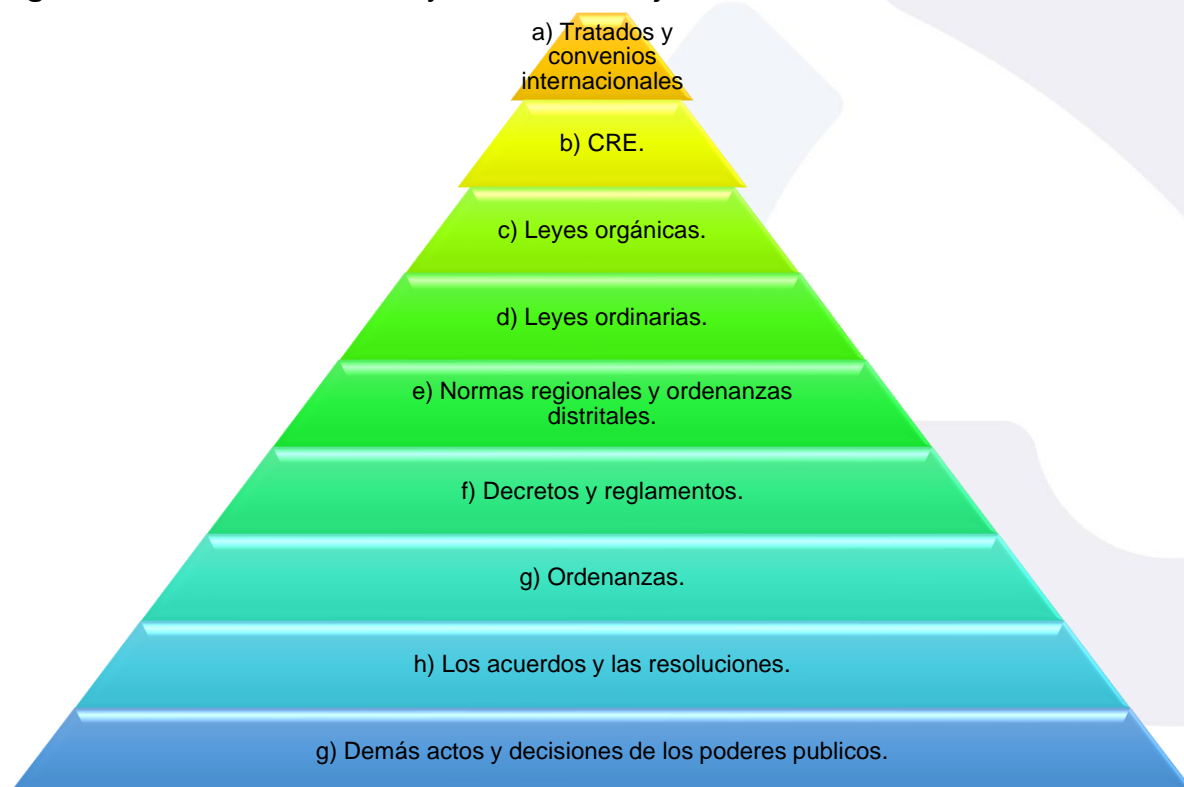 a) Tratados y
convenios
internacionales
b) CRE.
c) Leyes orgánicas.
d) Leyes ordinarias.
e) Normas regionales y ordenanzas
distritales.
f) Decretos y reglamentos.
g) Ordenanzas.
h) Los acuerdos y las resoluciones.
g) Demás actos y decisiones de los poderes publicos.